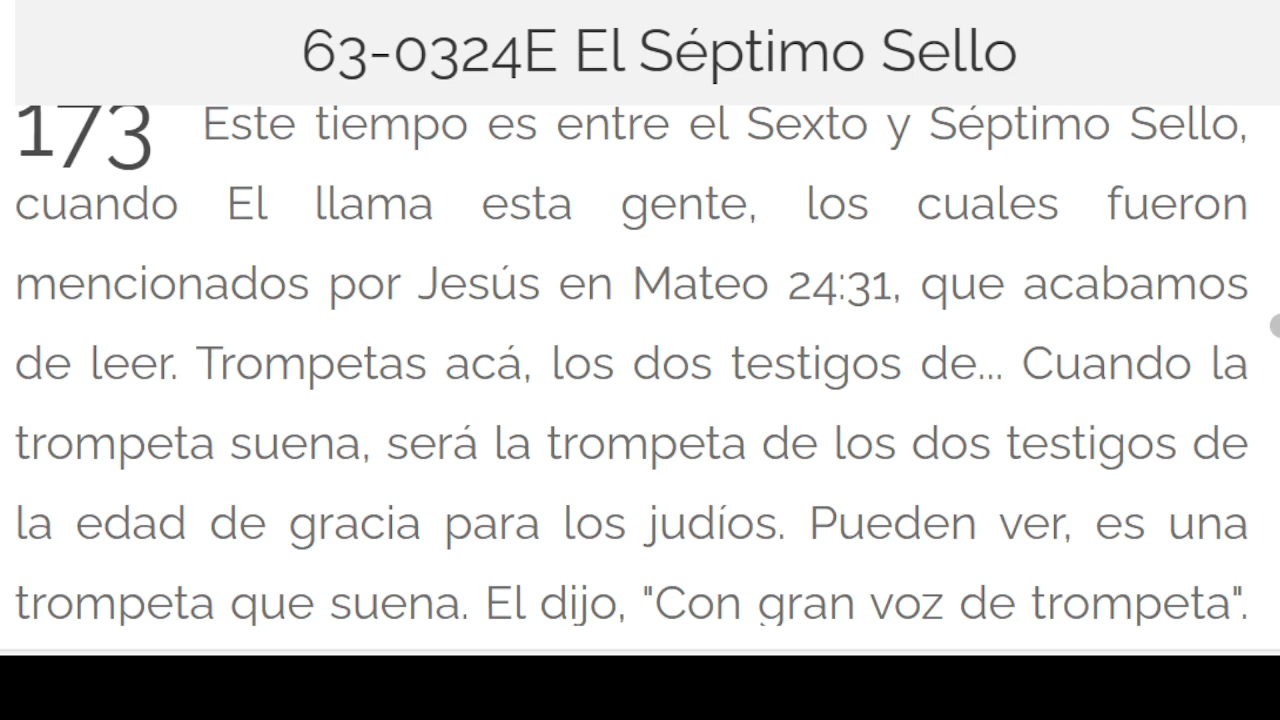 63-0324E El Séptimo Sello
173 Este tiempo es entre el Sexto y Séptimo Sello,
cuando El llama esta gente, los cuales fueron
mencionados por Jesús en Mateo 24:31, que acabamos
de leer. Trompetas acá, los dos testigos de... Cuando la
trompeta suena, será la trompeta de los dos testigos de
la edad de gracia para los judíos. Pueden ver, es una
trompeta que suena. El dijo, "Con gran voz de trompeta".